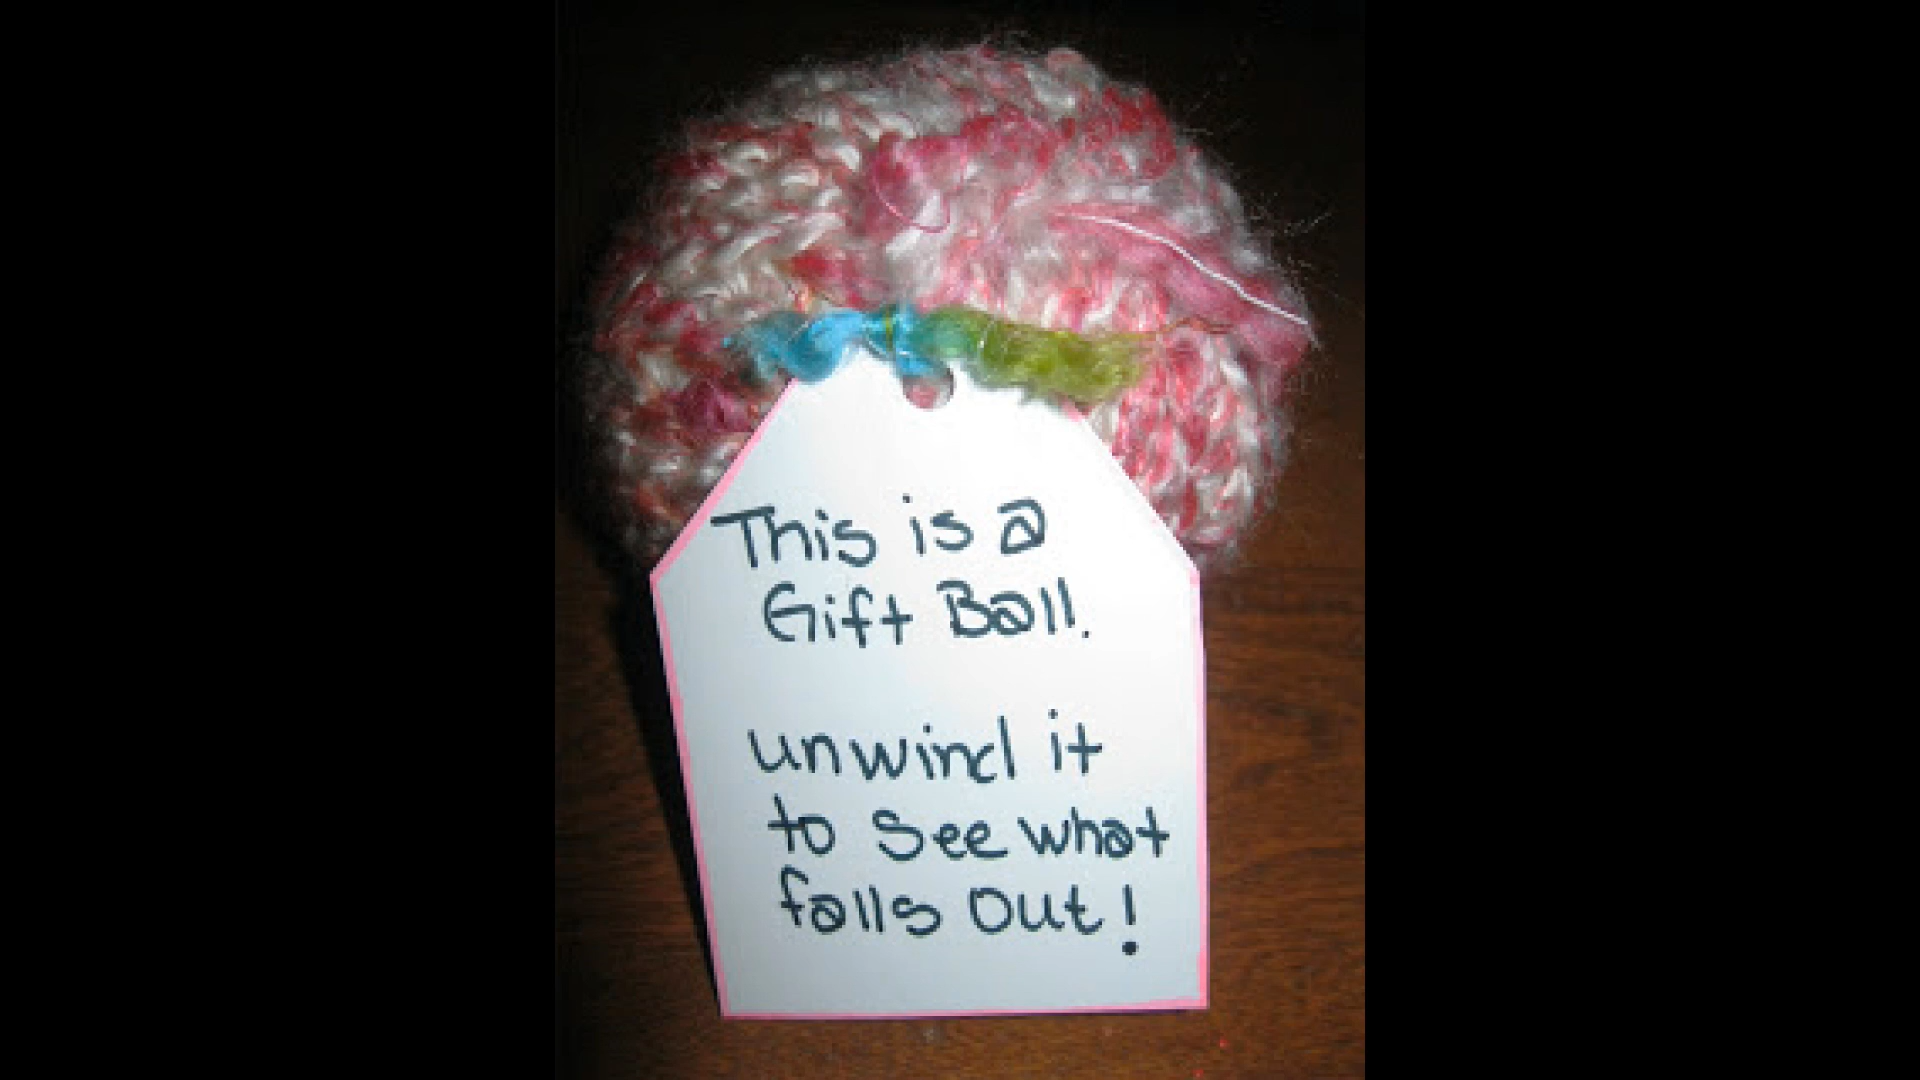 This is a
Gift Ball.
unwind it
to see what
falls out!